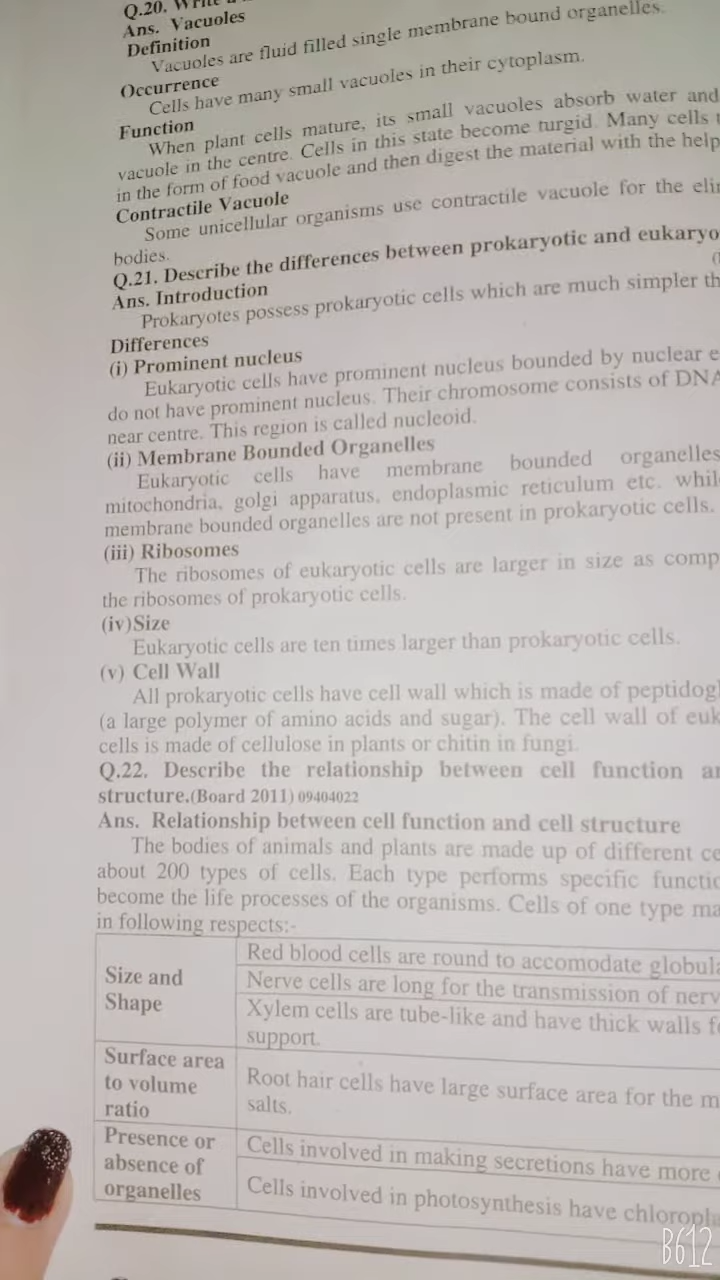 Q.20. Write a
Ans. Vacuoles
Definition
Vacuoles are fluid filled single membrane bound organelles.
Occurrence
Cells have many small vacuoles in their cytoplasm.
Function
When plant cells mature, its small vacuoles absorb water and
vacuole in the centre. Cells in this state become turgid. Many cells
in the form of food vacuole and then digest the material with the help
Contractile Vacuole
Some unicellular organisms use contractile vacuole for the
bodies.
Q.21. Describe the differences between prokaryotic and eukaryo
Ans. Introduction
Prokaryotes possess prokaryotic cells which are much simpler th
Differences
(i) Prominent nucleus
Eukaryotic cells have prominent nucleus bounded by nuclear e
do not have prominent nucleus. Their chromosome consists of DNA
near centre. This region is called nucleoid.
(ii) Membrane Bounded Organelles
Eukaryotic cells have membrane bounded organelles
mitochondria, golgi apparatus, endoplasmic reticulum etc. whil
membrane bounded organelles are not present in prokaryotic cells.
(iii) Ribosomes
The ribosomes of eukaryotic cells are larger in size as comp
the ribosomes of prokaryotic cells.
(iv)Size
Eukaryotic cells are ten times larger than prokaryotic cells.
(v) Cell Wall
All prokaryotic cells have cell wall which is made of peptidogl
(a large polymer of amino acids and sugar). The cell wall of euk
cells is made of cellulose in plants or chitin in fungi.
Q.22. Describe the relationship between cell function an
structure.(Board 2011) 09404022
Ans. Relationship between cell function and cell structure
The bodies of animals and plants are made up of different ce
about 200 types of cells. Each type performs specific functio
become the life processes of the organisms. Cells of one type ma
in following respects:-
Size and Shape
Red blood cells are round to accomodate globula
Nerve cells are long for the transmission of nerv
Xylem cells are tube-like and have thick walls fo
support.
Surface area to volume ratio
Root hair cells have large surface area for the m
salts.
Presence or absence of organelles
Cells involved in making secretions have more
Cells involved in photosynthesis have chloropla
B612